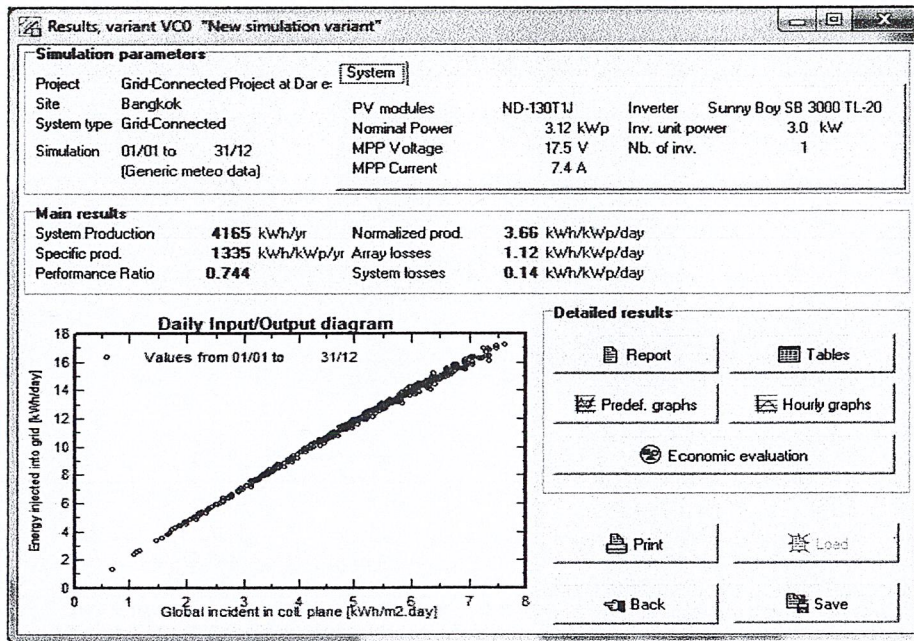 Results, variant VC0 "New simulation variant"
Simulation parameters
Project Grid-Connected Project at Dar e-
Site Bangkok
System type Grid-Connected
Simulation 01/01 to 31/12
(Generic meteo data)
System
PV modules ND-130T1J
Nominal Power 3.12 kWp
MPP Voltage 17.5 V
MPP Current 7.4 A
Inverter Sunny Boy SB 3000 TL-20
Inv. unit power 3.0 kW
Nb. of inv. 1
Main results
System Production 4165 kWh/yr Normalized prod. 3.66 kWh/kWp/day
Specific prod. 1335 kWh/kWp/yr Array losses 1.12 kWh/kWp/day
Performance Ratio 0.744 System losses 0.14 kWh/kWp/day
Daily Input/Output diagram
Values from 01/01 to 31/12
Energy injected into grid [kWh/day]
18
16
14
12
10
8
6
4
2
0
0 1 2 3 4 5 6 7 8
Global incident in coll. plane [kWh/m2.day]
Detailed results
Report Tables
Predef. graphs Hourly graphs
Economic evaluation
Print Load
Back Save